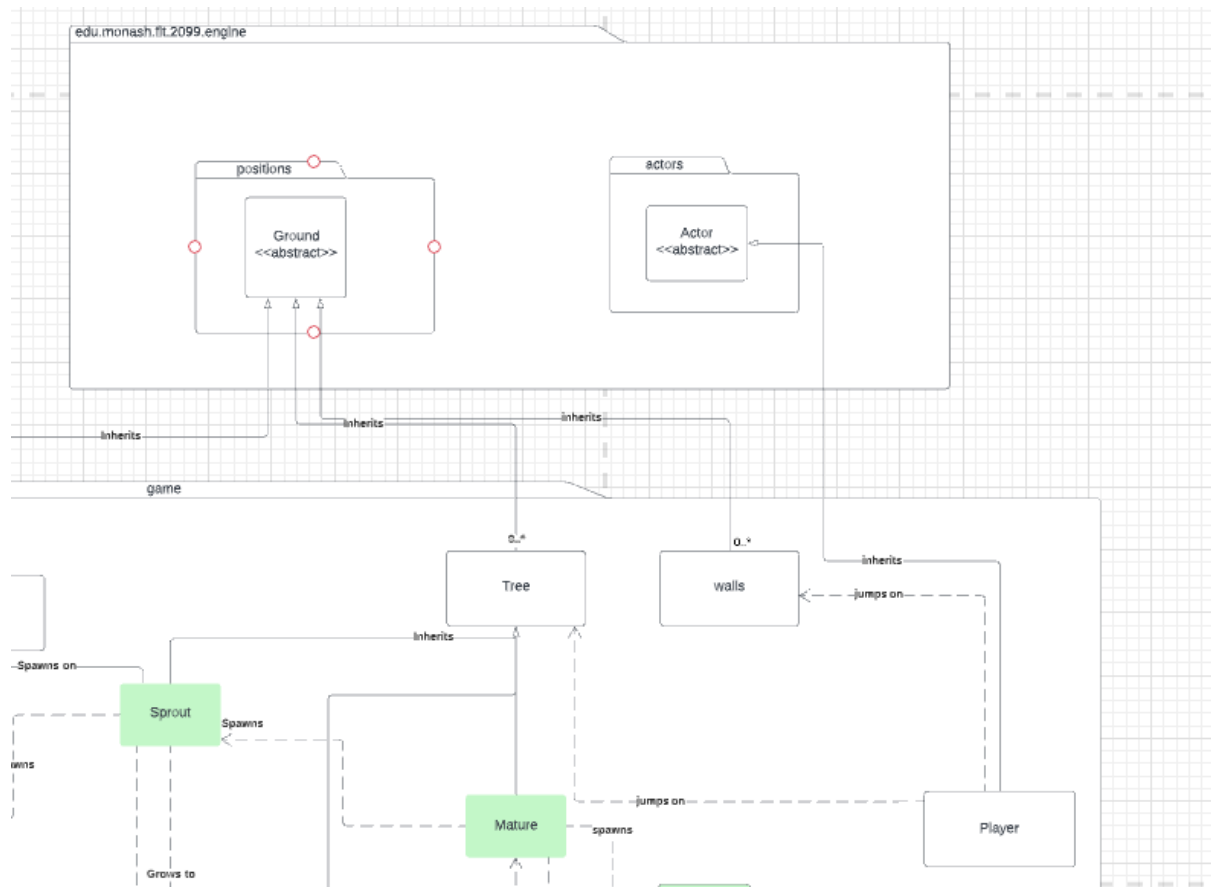 edu.monash.fit.2099.engine
positions
actors
Ground
<<abstract>>
Actor
<<abstract>>
Inherits
Inherits
inherits
game
0..*
0..*
Tree
walls
inherits
jumps on
Inherits
Spawns on
Sprout
Spawns
wns
jumps on
Mature
spawns
Player
Grows to